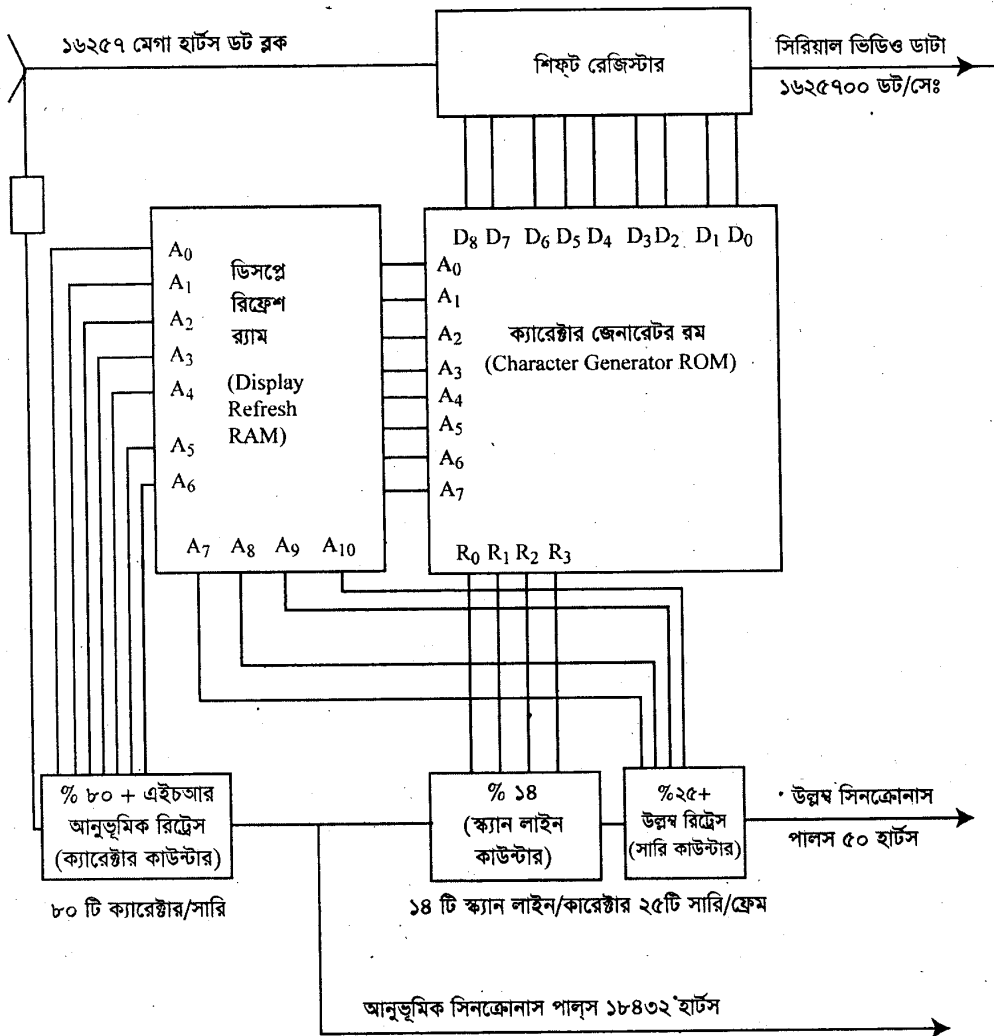 ১৬২৫৭ মেগা হার্টস ডট ব্লক
শিফ্ট রেজিস্টার
সিরিয়াল ভিডিও ডাটা
১৬২৫৭০০ ডট/সেঃ
D8 D7 D6 D5 D4 D3 D2 D1 D0
A0
A1
A2
A3
A4
A5
A6
ডিসপ্লে
রিফ্রেশ
র‍্যাম
(Display
Refresh
RAM)
A7 A8 A9 A10
A0
A1
A2
A3
A4
A5
A6
A7
ক্যারেক্টার জেনারেটর রম
(Character Generator ROM)
R0 R1 R2 R3
% ৮০ + এইচআর
আনুভূমিক রিট্রেস
(ক্যারেক্টার কাউন্টার)
% ১৪
(স্ক্যান লাইন
কাউন্টার)
%২৫+
উল্লম্ব রিট্রেস
(সারি কাউন্টার)
উল্লম্ব সিনক্রোনাস
পালস ৫০ হার্টস
৮০ টি ক্যারেক্টার/সারি
১৪ টি স্ক্যান লাইন/কারেক্টার ২৫টি সারি/ফ্রেম
আনুভূমিক সিনক্রোনাস পাল্স ১৮৪৩২ হার্টস